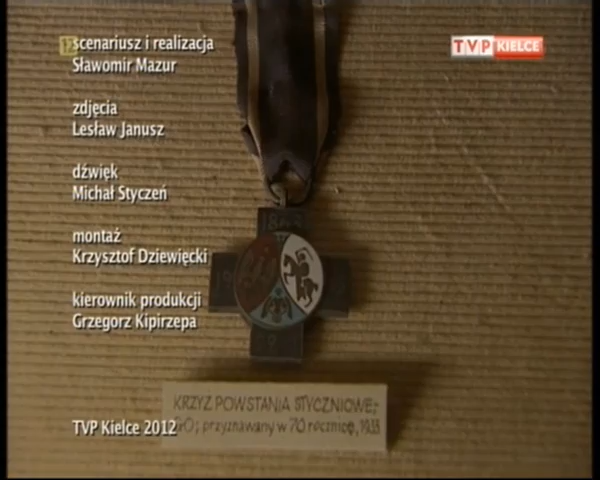 scenariusz i realizacja
Sławomir Mazur
zdjęcia
Lesław Janusz
dźwięk
Michał Styczeń
montaż
Krzysztof Dziewięcki
kierownik produkcji
Grzegorz Kipirzepa
TVP Kielce 2012
TVP KIELCE
KRZYŻ POWSTANIA STYCZNIOWE-
GO; przyznawany w 70 rocznicę, 1933